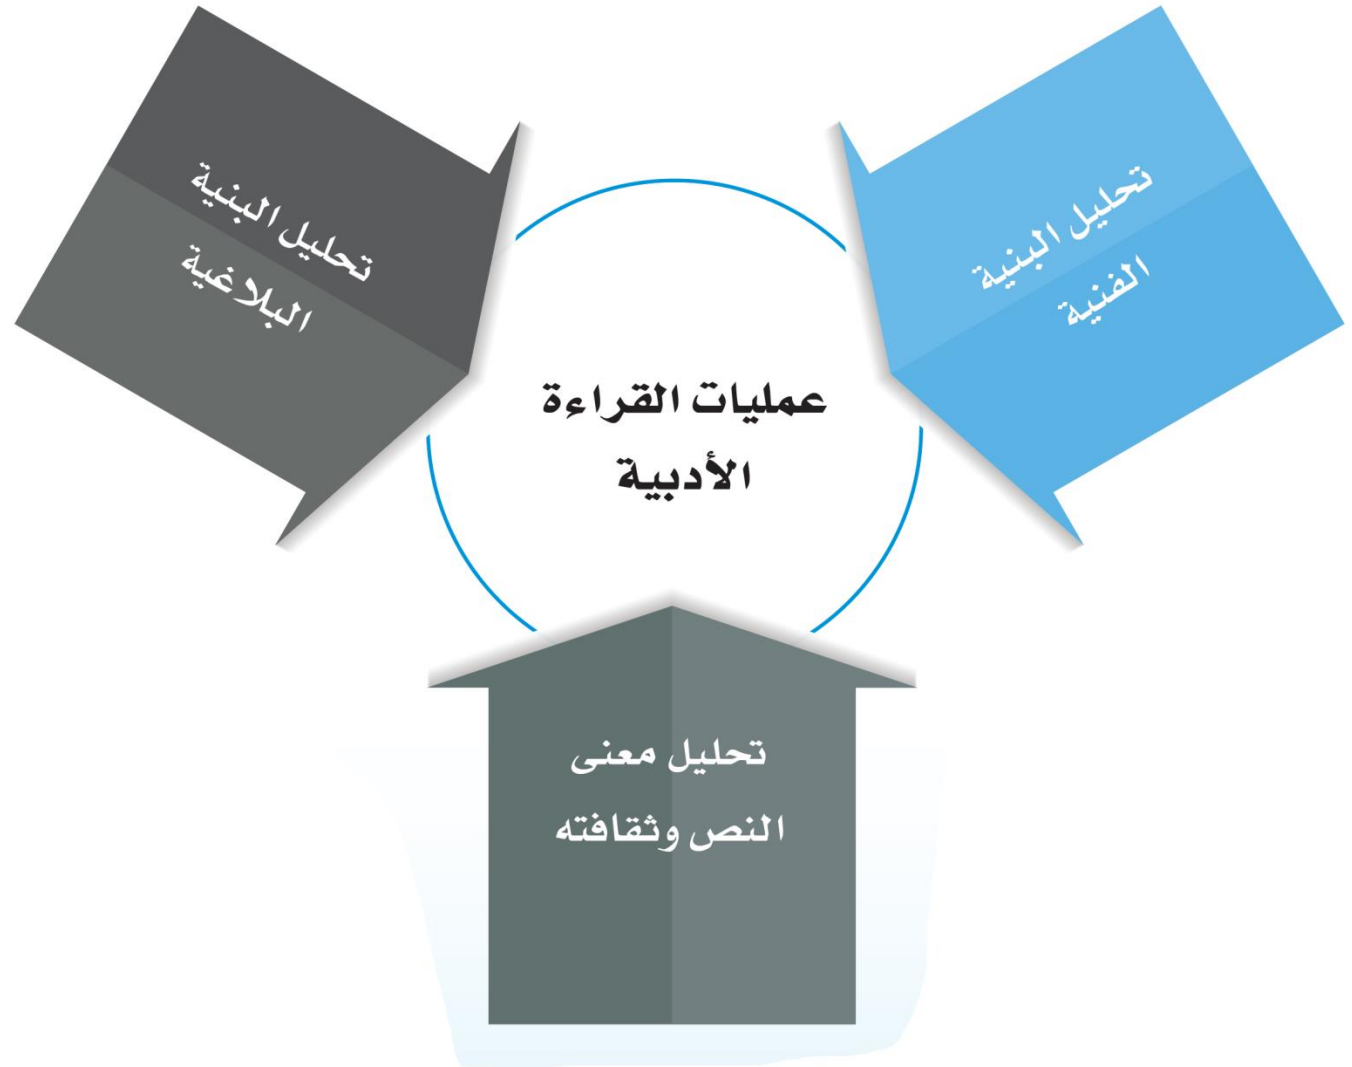 تحليل البنية
الفنية
تحليل البنية
البلاغية
عمليات القراءة
الأدبية
تحليل معنى
النص وثقافته